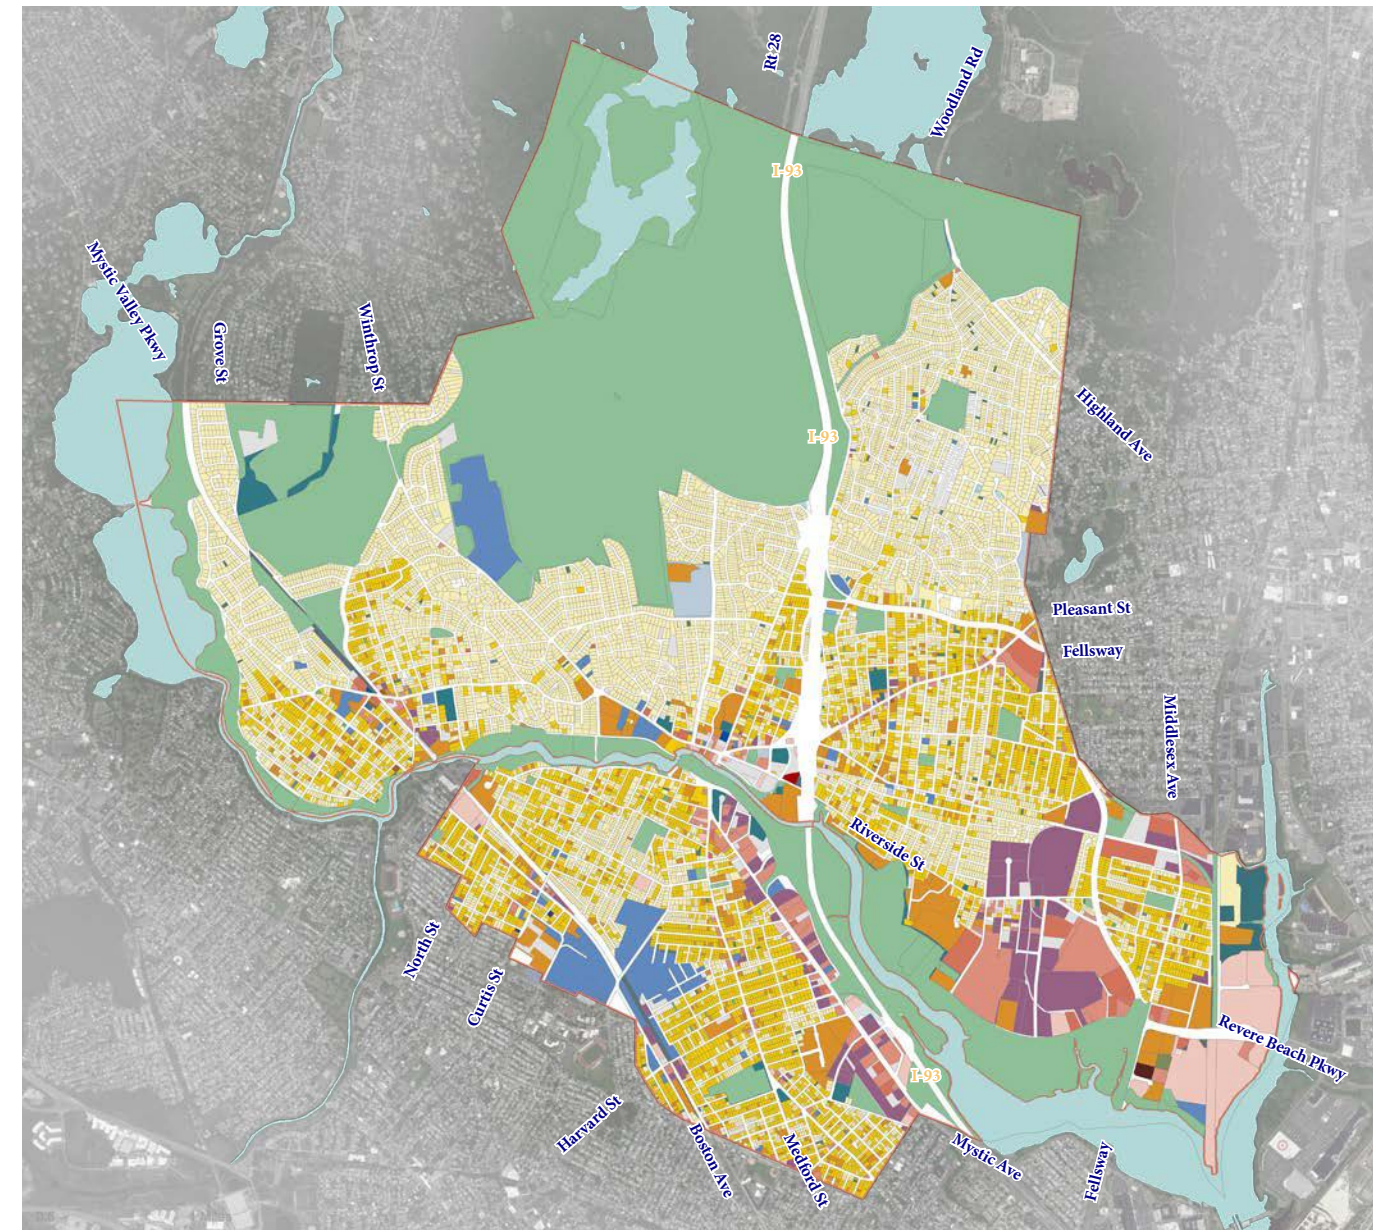 Rt 28
Woodland Rd
I-93
Mystic Valley Pkwy
Grove St
Winthrop St
Highland Ave
I-93
Pleasant St
Fellsway
Middlesex Ave
Riverside St
North St
Curtis St
Revere Beach Pkwy
I-93
Harvard St
Boston Ave
Medford St
Mystic Ave
Fellsway